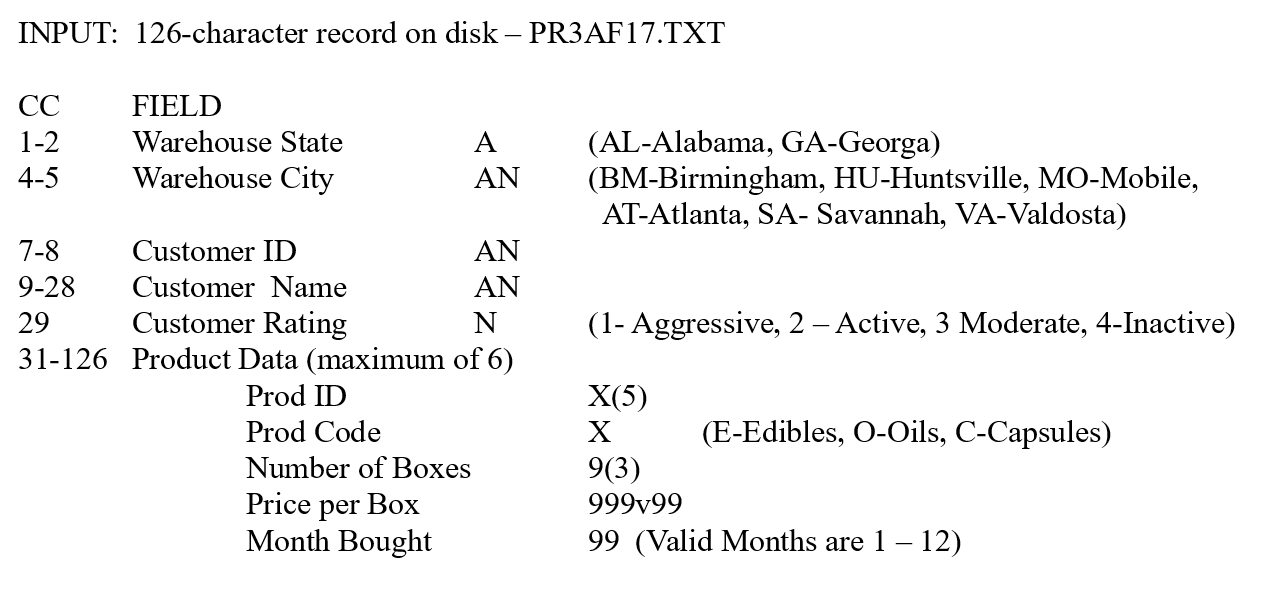 INPUT:  126-character record on disk – PR3AF17.TXT
CC FIELD
1-2 Warehouse State A (AL-Alabama, GA-Georga)
4-5 Warehouse City AN (BM-Birmingham, HU-Huntsville, MO-Mobile,
AT-Atlanta, SA- Savannah, VA-Valdosta)
7-8 Customer ID AN
9-28 Customer  Name AN
29 Customer Rating N (1- Aggressive, 2 – Active, 3 Moderate, 4-Inactive)
31-126 Product Data (maximum of 6)
Prod ID X(5)
Prod Code X (E-Edibles, O-Oils, C-Capsules)
Number of Boxes 9(3)
Price per Box 999v99
Month Bought 99  (Valid Months are 1 – 12)